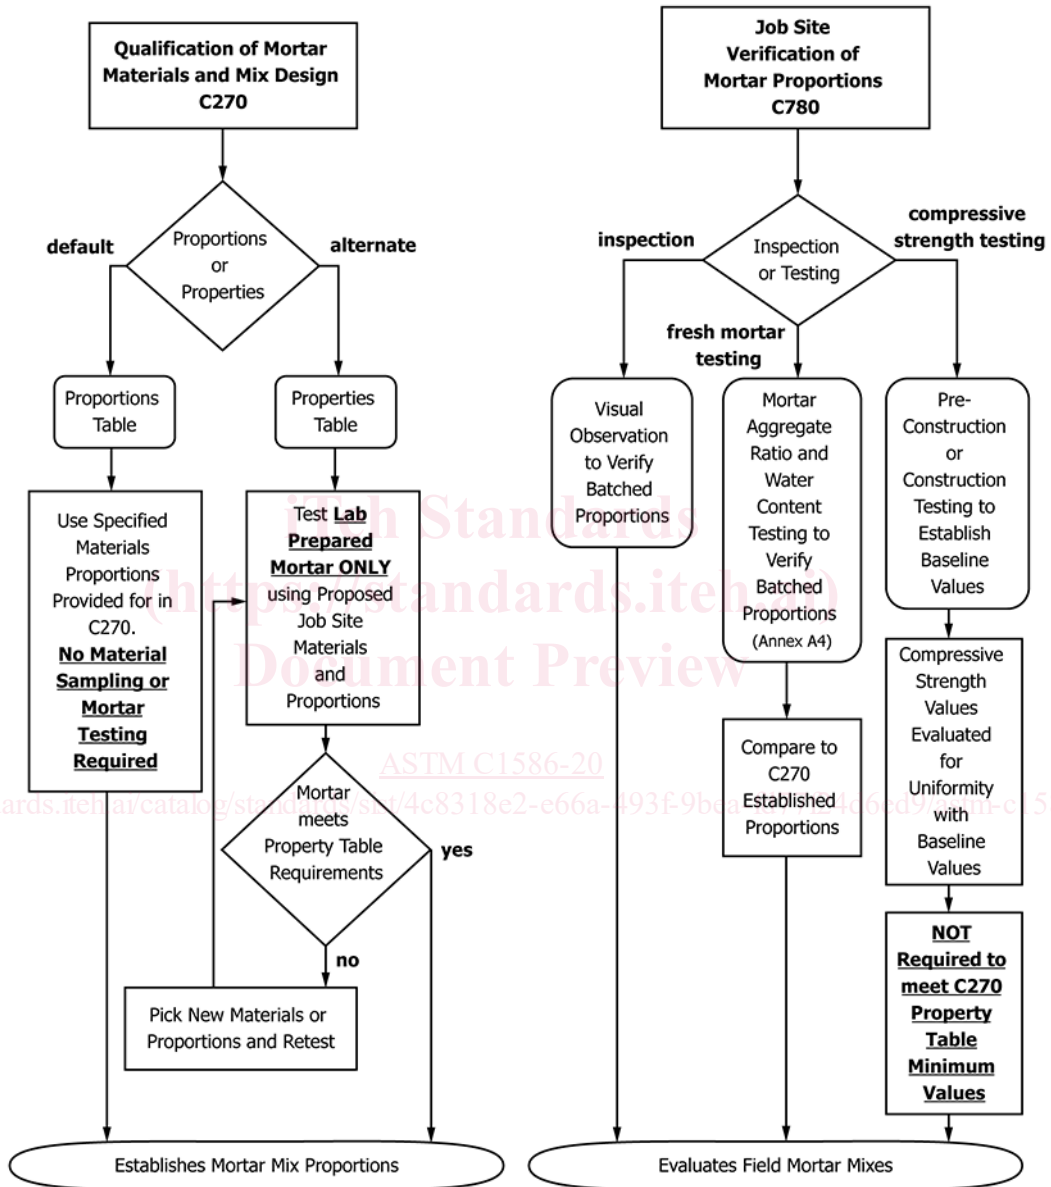 Qualification of Mortar
Materials and Mix Design
C270
Proportions
or
Properties
default
alternate
Proportions
Table
Properties
Table
Use Specified
Materials
Proportions
Provided for in
C270.
No Material
Sampling or
Mortar
Testing
Required
Test Lab
Prepared
Mortar ONLY
using Proposed
Job Site
Materials
and
Proportions
Mortar
meets
Property Table
Requirements
yes
no
Pick New Materials or
Proportions and Retest
Establishes Mortar Mix Proportions
Job Site
Verification of
Mortar Proportions
C780
Inspection
or Testing
inspection
fresh mortar
testing
compressive
strength testing
Visual
Observation
to Verify
Batched
Proportions
Mortar
Aggregate
Ratio and
Water
Content
Testing to
Verify
Batched
Proportions
(Annex A4)
Compare to
C270
Established
Proportions
Pre-
Construction
or
Construction
Testing to
Establish
Baseline
Values
Compressive
Strength
Values
Evaluated
for
Uniformity
with
Baseline
Values
NOT
Required to
meet C270
Property
Table
Minimum
Values
Evaluates Field Mortar Mixes
iTeh Standards
(https://standards.iteh.ai)
Document Preview
ASTM C1586-20